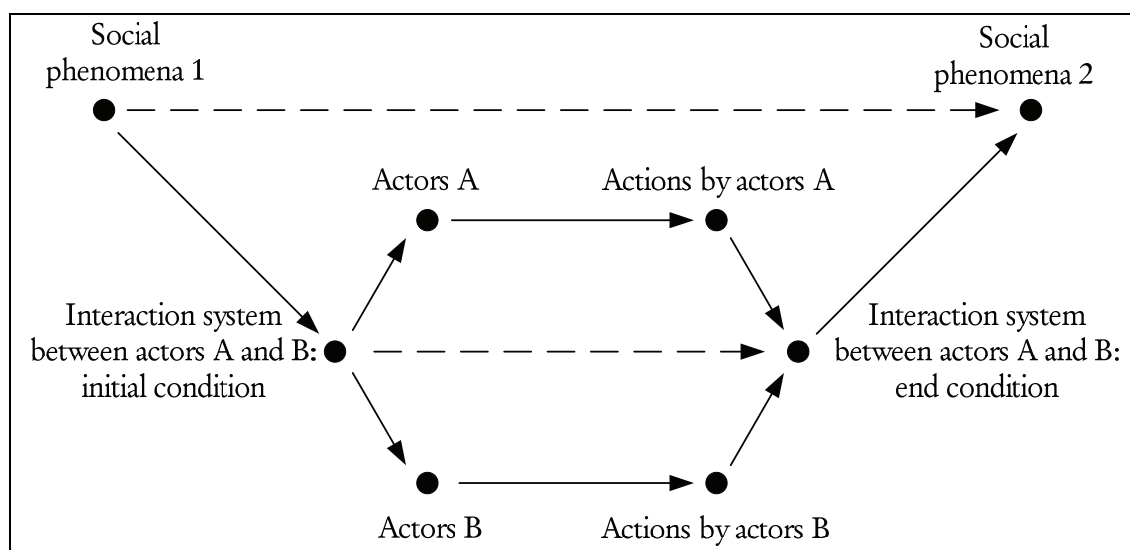 Social
phenomena 1
Social
phenomena 2
Actors A
Actions by actors A
Interaction system
between actors A and B:
initial condition
Interaction system
between actors A and B:
end condition
Actors B
Actions by actors B